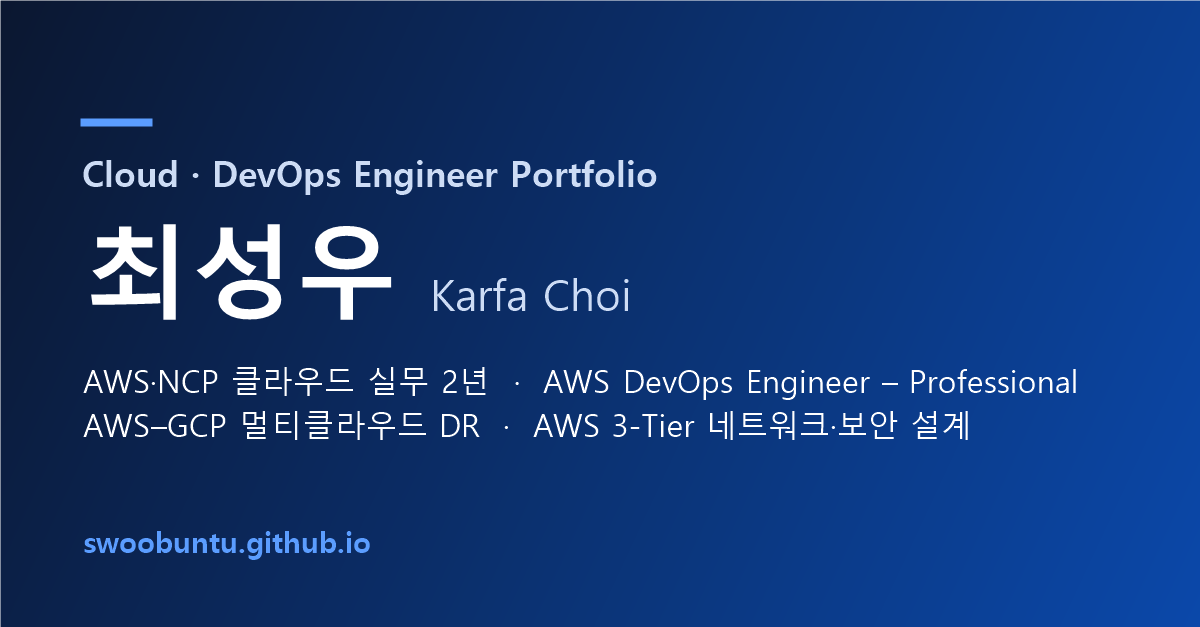 Cloud · DevOps Engineer Portfolio
최성우 Karfa Choi
AWS·NCP 클라우드 실무 2년 · AWS DevOps Engineer – Professional
AWS–GCP 멀티클라우드 DR · AWS 3-Tier 네트워크·보안 설계
swoobuntu.github.io